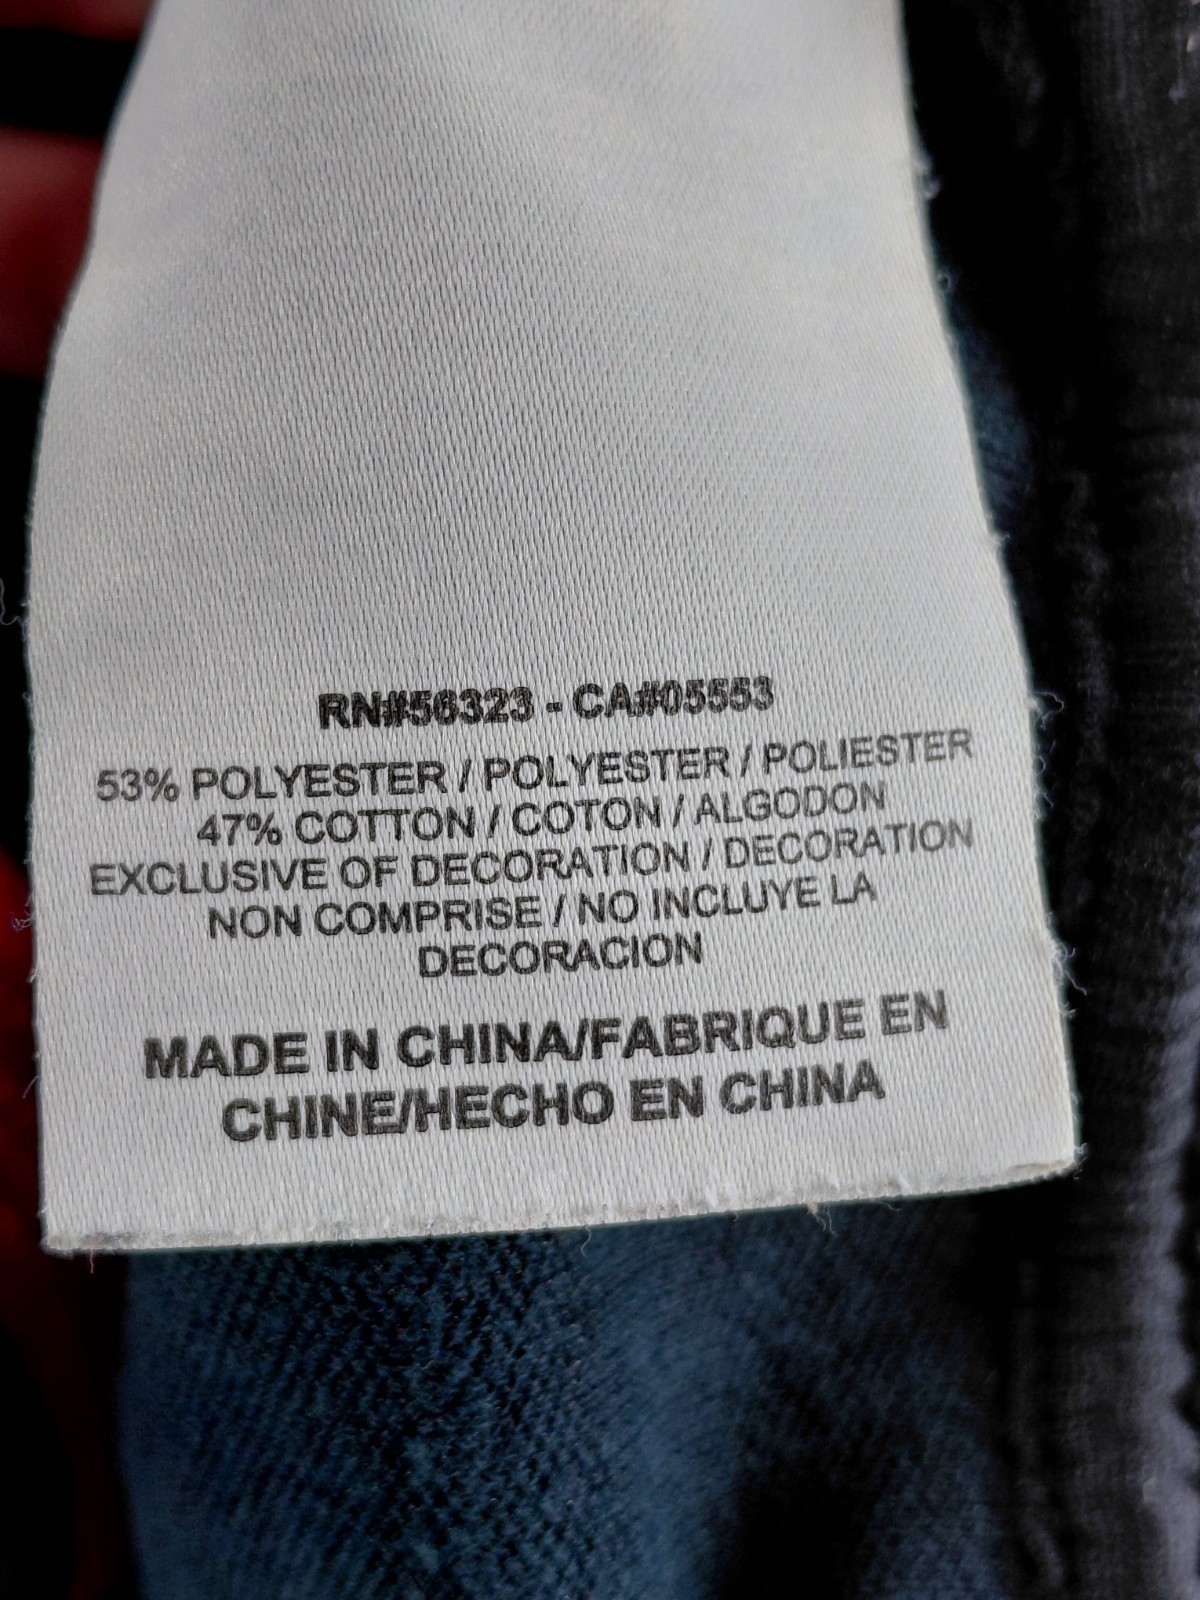 RN#56323 - CA#05553
53% POLYESTER / POLYESTER / POLIESTER
47% COTTON / COTON / ALGODON
EXCLUSIVE OF DECORATION / DECORATION
NON COMPRISE / NO INCLUYE LA
DECORACION
MADE IN CHINA/FABRIQUE EN
CHINE/HECHO EN CHINA